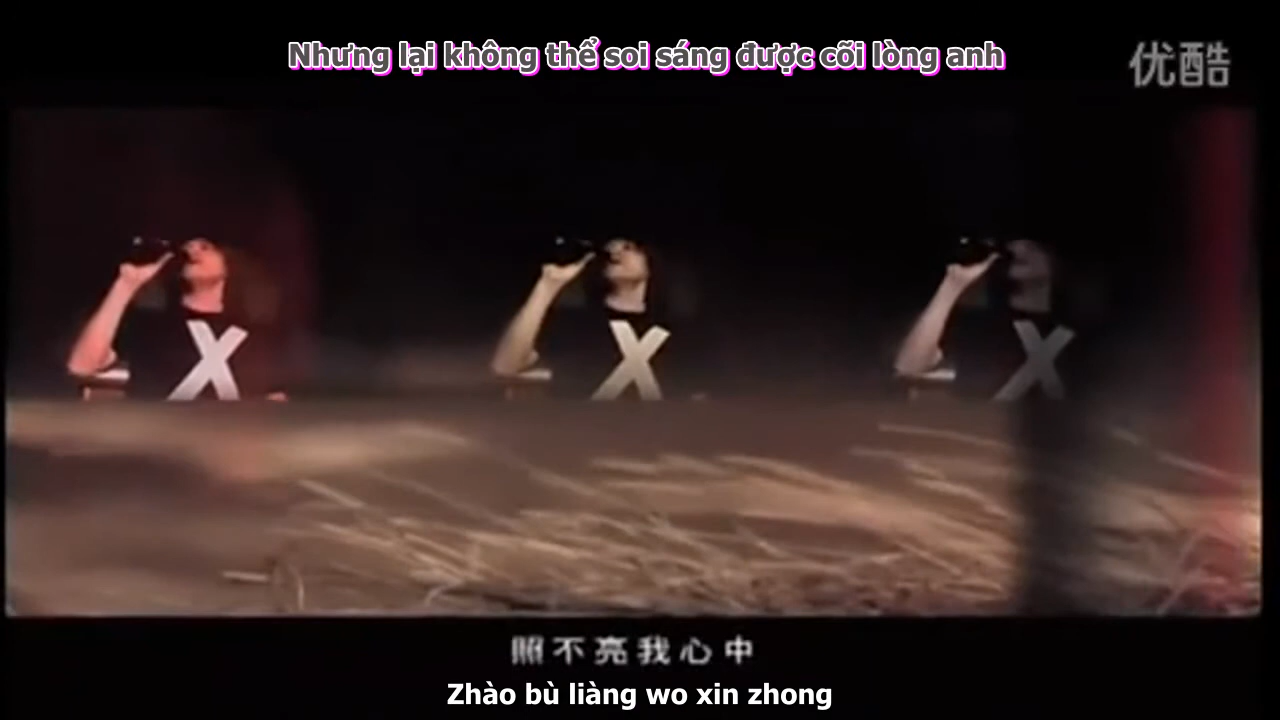 Nhưng lại không thể soi sáng được cõi lòng anh
优酷
X X X
照不亮我心中
Zhào bù liàng wo xin zhong